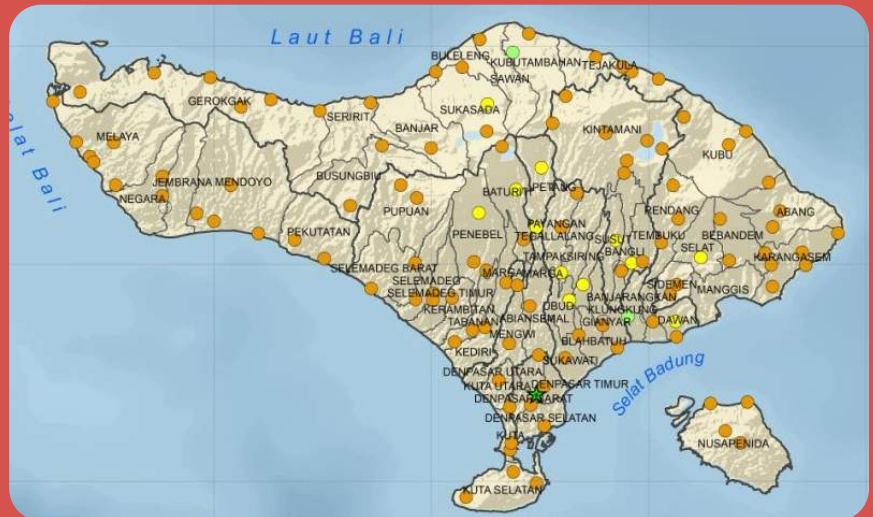 Laut Bali
Selat Bali
BULELENG
KUBUTAMBAHAN
TEJAKULA
SAWAN
GEROKGAK
SUKASADA
SERIRIT
BANJAR
KINTAMANI
MELAYA
KUBU
BUSUNGBIU
JEMBRANA
MENDOYO
NEGARA
BATURITI
PETANG
PUPUAN
PENDANG
ABANG
PEKUTATAN
PENEBEL
PAYANGAN
TEGALLALANG
SUSUT
TEMBUKU
BEBANDEM
SELAT
TAMPAKSIRING
BANGLI
KARANGASEM
SELEMADEG BARAT
MARGA
MARGA
SELEMADEG
SIDEMEN
MANGGIS
SELEMADEG TIMUR
BANJARANGKAN
KERAMBITAN
UBUD
KLUNGKUNG
TABANAN
ABIANSEMAL
GIANYAR
DAWAN
MENGWI
BLAHBATUH
KEDIRI
SUKAWATI
DENPASAR UTARA
KUTA UTARA
DENPASAR TIMUR
DENPASAR BARAT
Selat Badung
DENPASAR SELATAN
KUTA
NUSAPENIDA
KUTA SELATAN